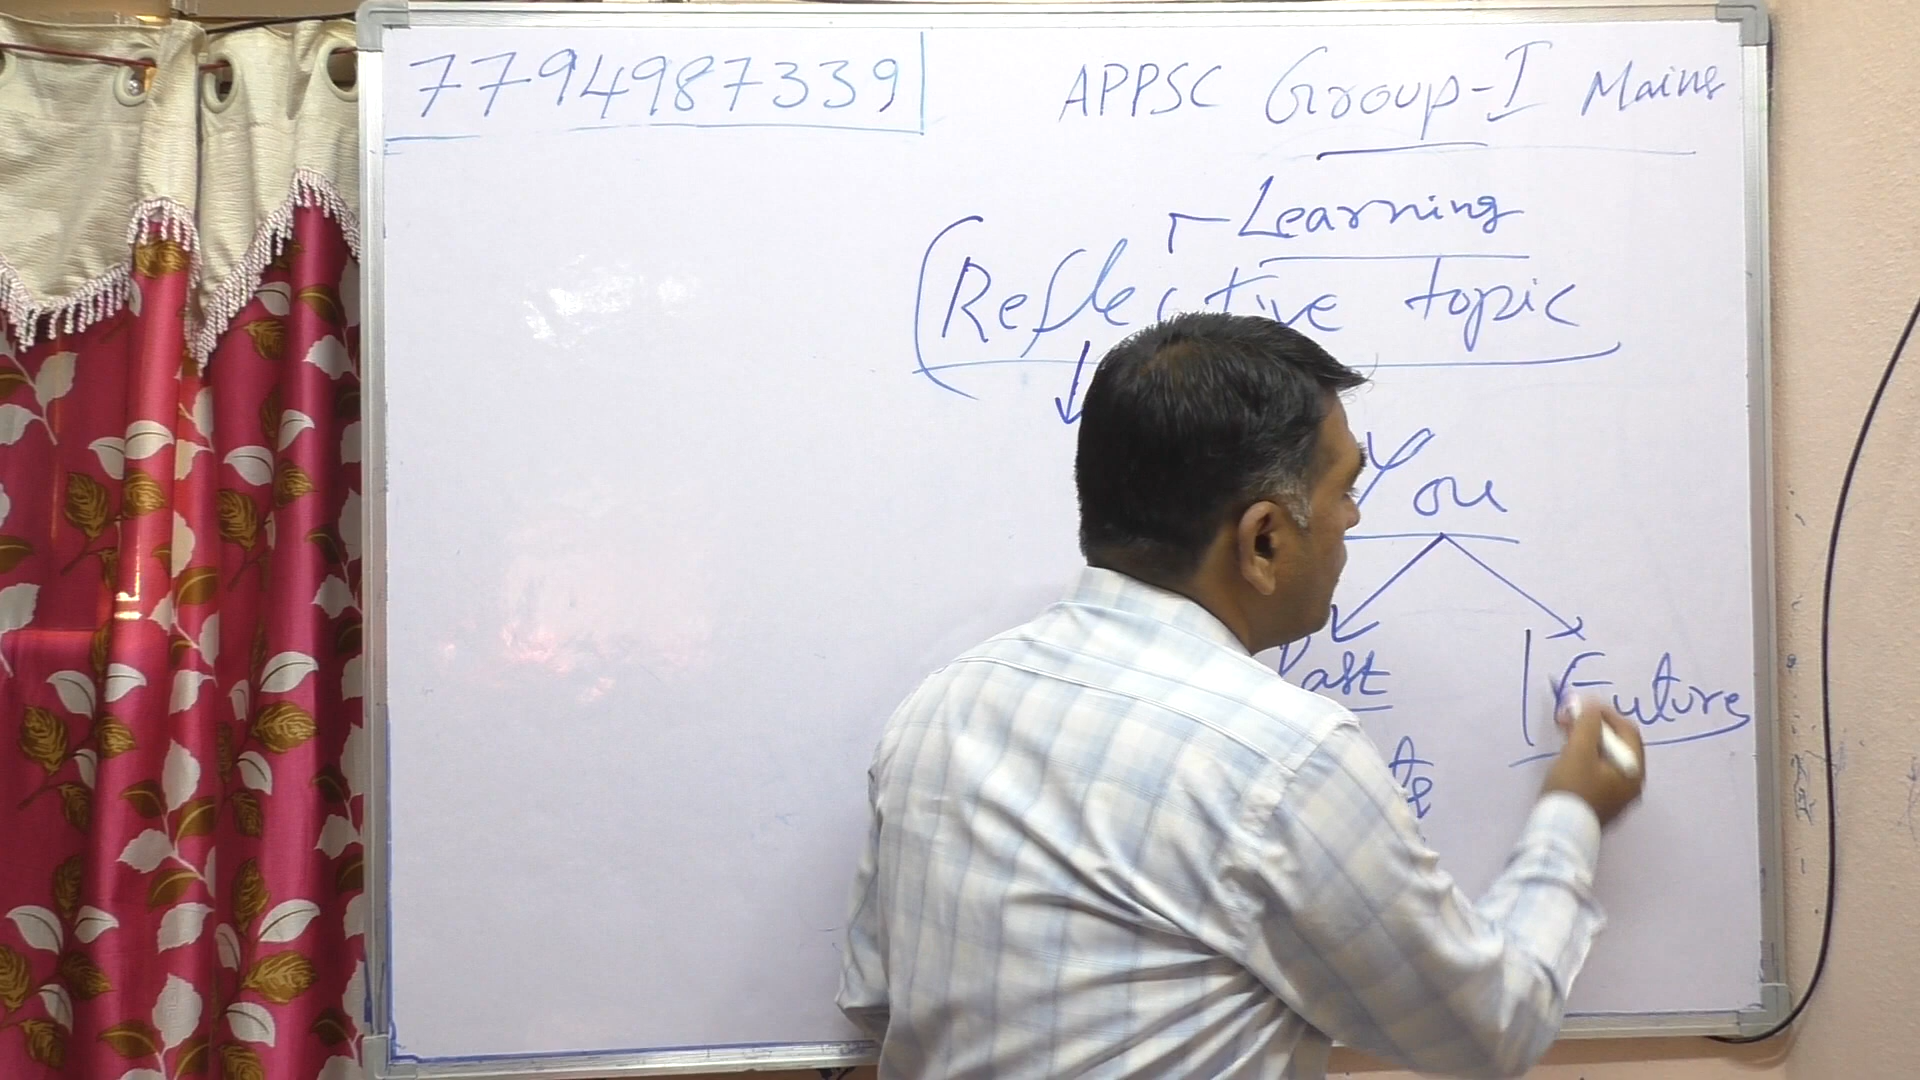 7794987339
APPSC Group-I Mains
Learning
Reflective topic
You
Past
Future